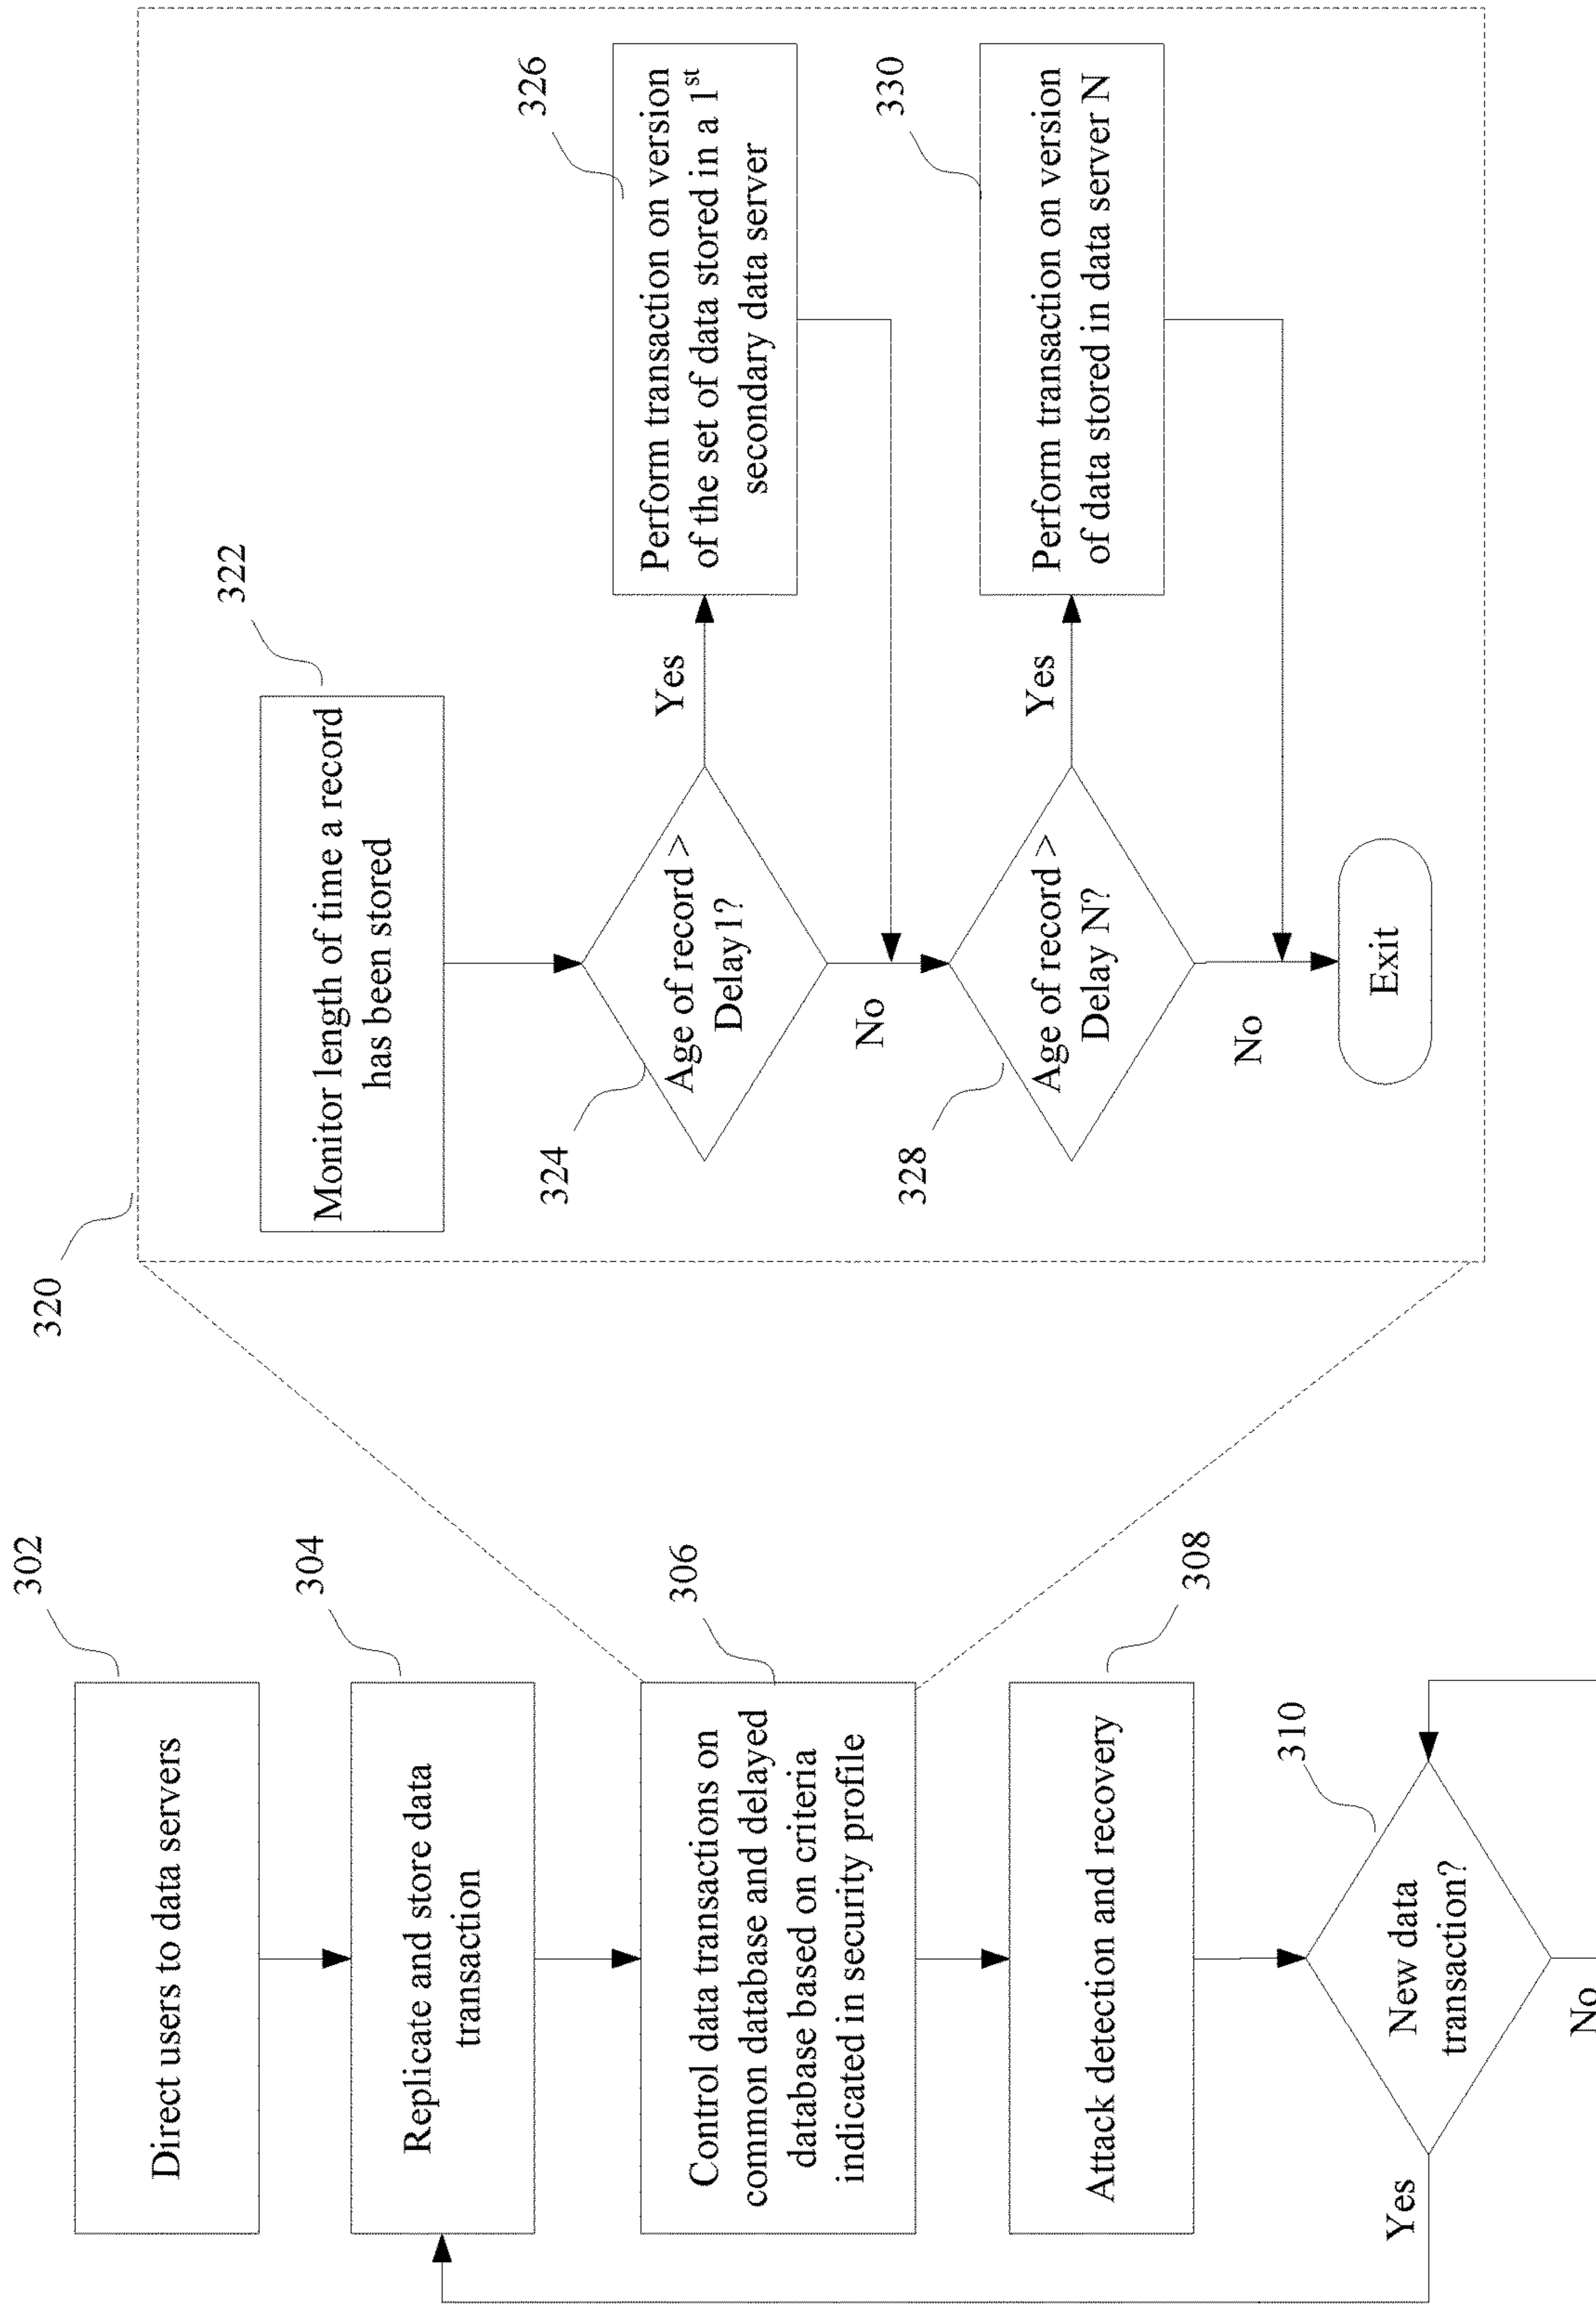 302
Direct users to data servers
304
Replicate and store data
transaction
306
Control data transactions on
common database and delayed
database based on criteria
indicated in security profile
308
Attack detection and recovery
310
New data
transaction?
Yes
No
320
322
Monitor length of time a record
has been stored
324
Age of record >
Delay1?
Yes
No
326
Perform transaction on version
of the set of data stored in a 1st
secondary data server
328
Age of record >
Delay N?
Yes
No
330
Perform transaction on version
of data stored in data server N
Exit